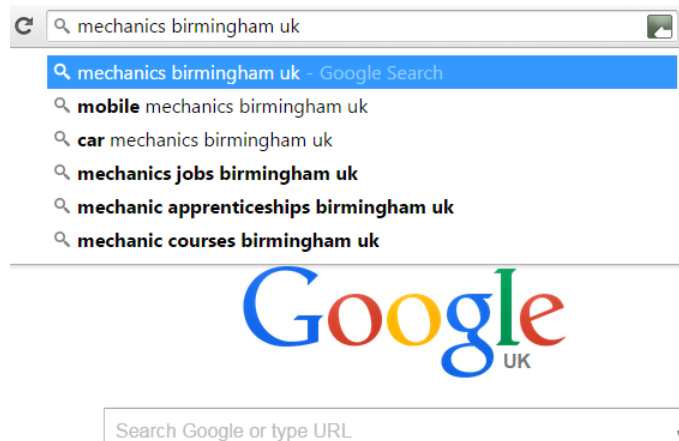 mechanics birmingham uk
mechanics birmingham uk - Google Search
mobile mechanics birmingham uk
car mechanics birmingham uk
mechanics jobs birmingham uk
mechanic apprenticeships birmingham uk
mechanic courses birmingham uk
Google
UK
Search Google or type URL